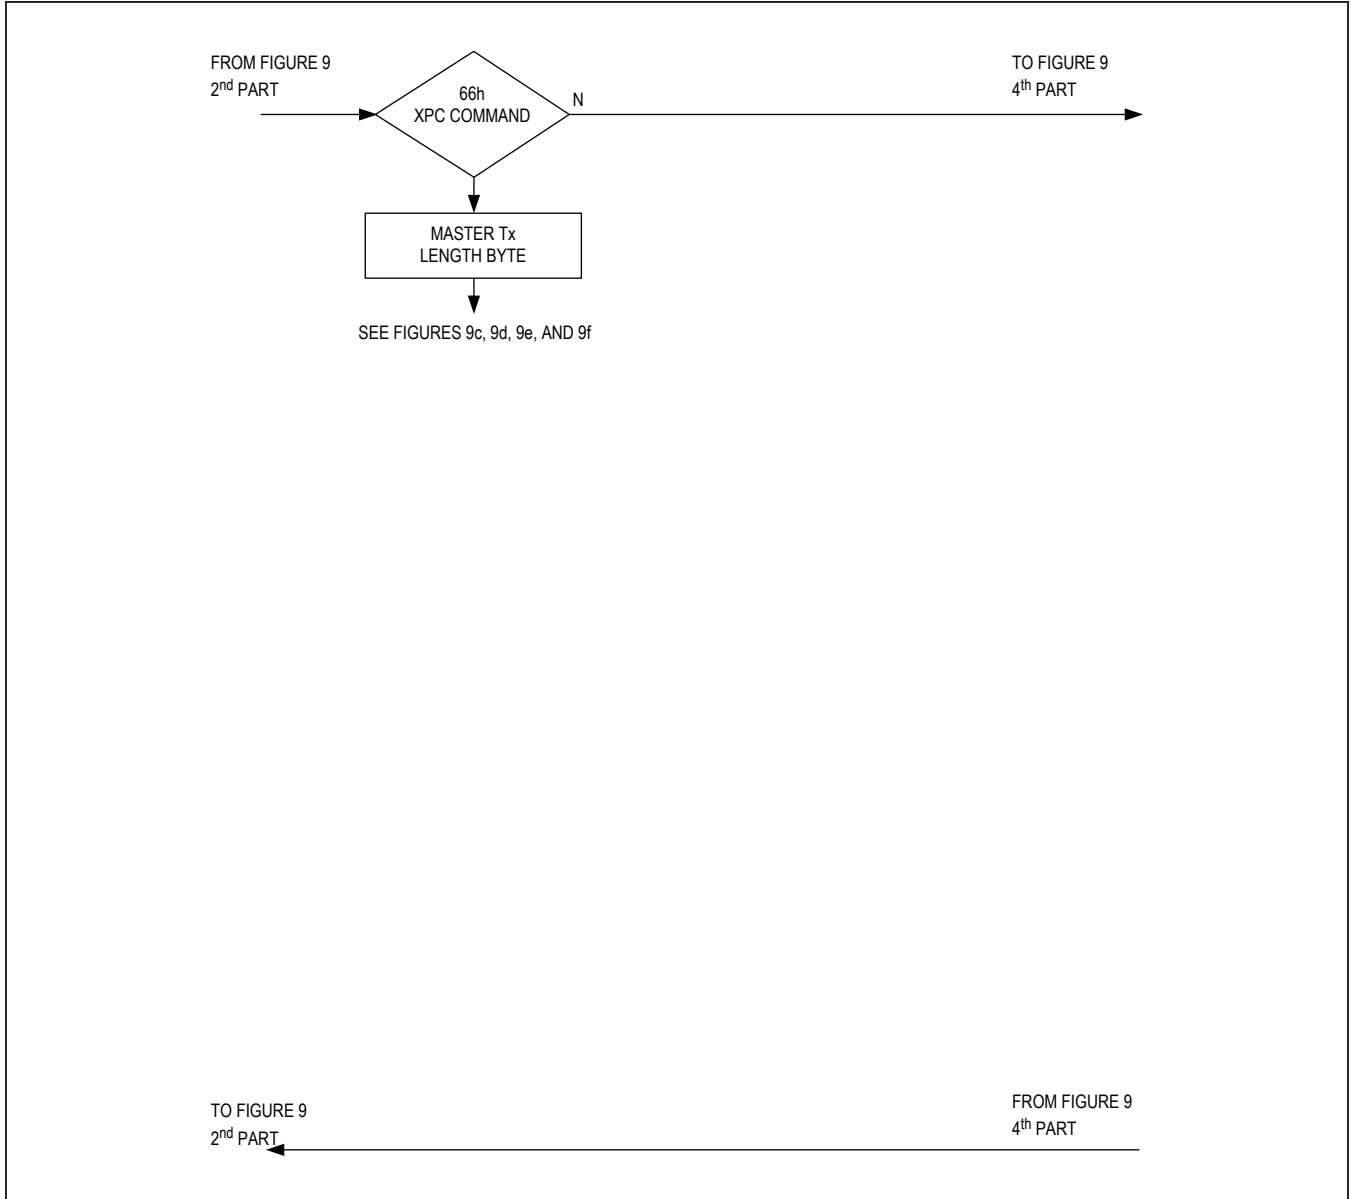 FROM FIGURE 9
2nd PART
66h
XPC COMMAND
N
TO FIGURE 9
4th PART
MASTER Tx
LENGTH BYTE
SEE FIGURES 9c, 9d, 9e, AND 9f
TO FIGURE 9
2nd PART
FROM FIGURE 9
4th PART